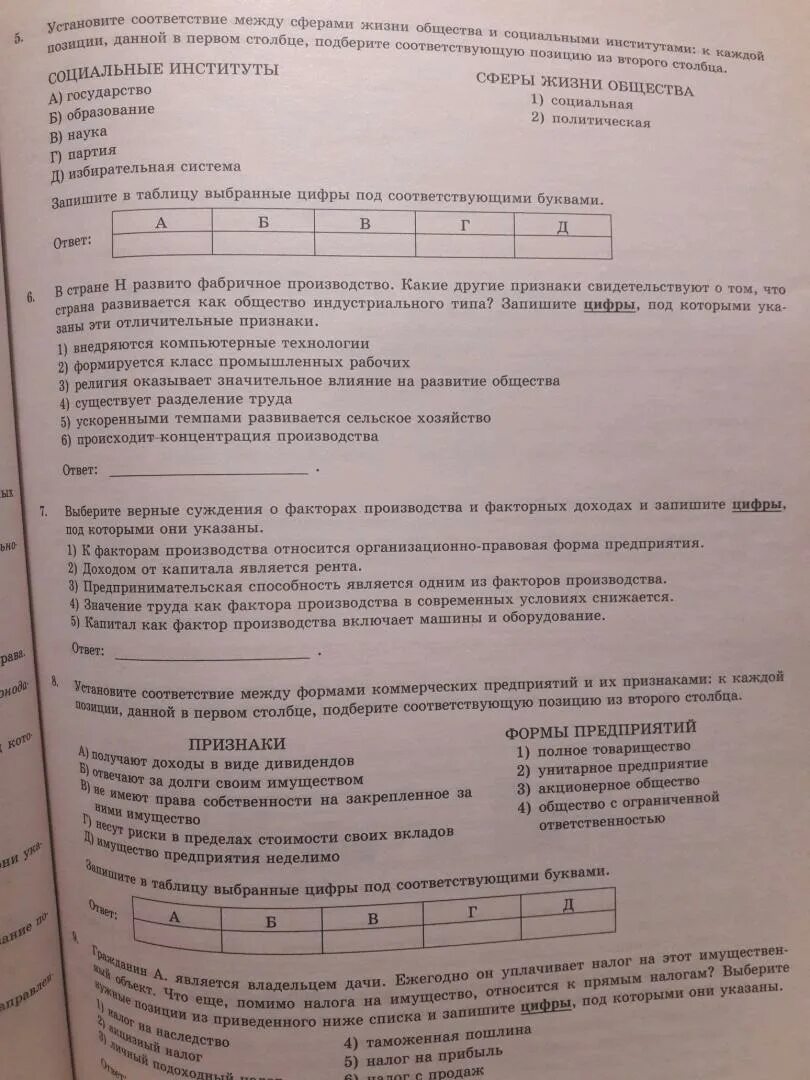 5. Установите соответствие между сферами жизни общества и социальными институтами: к каждой
позиции, данной в первом столбце, подберите соответствующую позицию из второго столбца.
СОЦИАЛЬНЫЕ ИНСТИТУТЫ
А) государство
Б) образование
В) наука
Г) партия
Д) избирательная система
СФЕРЫ ЖИЗНИ ОБЩЕСТВА
1) социальная
2) политическая
Запишите в таблицу выбранные цифры под соответствующими буквами.
Ответ:
А Б В Г Д
6. В стране Н развито фабричное производство. Какие другие признаки свидетельствуют о том, что
страна развивается как общество индустриального типа? Запишите цифры, под которыми ука-
заны эти отличительные признаки.
1) внедряются компьютерные технологии
2) формируется класс промышленных рабочих
3) религия оказывает значительное влияние на развитие общества
4) существует разделение труда
5) ускоренными темпами развивается сельское хозяйство
6) происходит концентрация производства
Ответ: .
7. Выберите верные суждения о факторах производства и факторных доходах и запишите цифры,
под которыми они указаны.
1) К факторам производства относится организационно-правовая форма предприятия.
2) Доходом от капитала является рента.
3) Предпринимательская способность является одним из факторов производства.
4) Значение труда как фактора производства в современных условиях снижается.
5) Капитал как фактор производства включает машины и оборудование.
Ответ: .
8. Установите соответствие между формами коммерческих предприятий и их признаками: к каждой
позиции, данной в первом столбце, подберите соответствующую позицию из второго столбца.
ПРИЗНАКИ
А) получают доходы в виде дивидендов
Б) отвечают за долги своим имуществом
В) не имеют права собственности на закрепленное за
ними имущество
Г) несут риски в пределах стоимости своих вкладов
Д) имущество предприятия неделимо
ФОРМЫ ПРЕДПРИЯТИЙ
1) полное товарищество
2) унитарное предприятие
3) акционерное общество
4) общество с ограниченной
ответственностью
Запишите в таблицу выбранные цифры под соответствующими буквами.
Ответ:
А Б В Г Д
9. Гражданин А. является владельцем дачи. Ежегодно он уплачивает налог на этот имуществен-
ный объект. Что еще, помимо налога на имущество, относится к прямым налогам? Выберите
нужные позиции из приведенного ниже списка и запишите цифры, под которыми они указаны.
1) налог на наследство
2) акцизный налог
3) личный подоходный налог
4) таможенная пошлина
5) налог на прибыль
6) налог с продаж
Ответ: